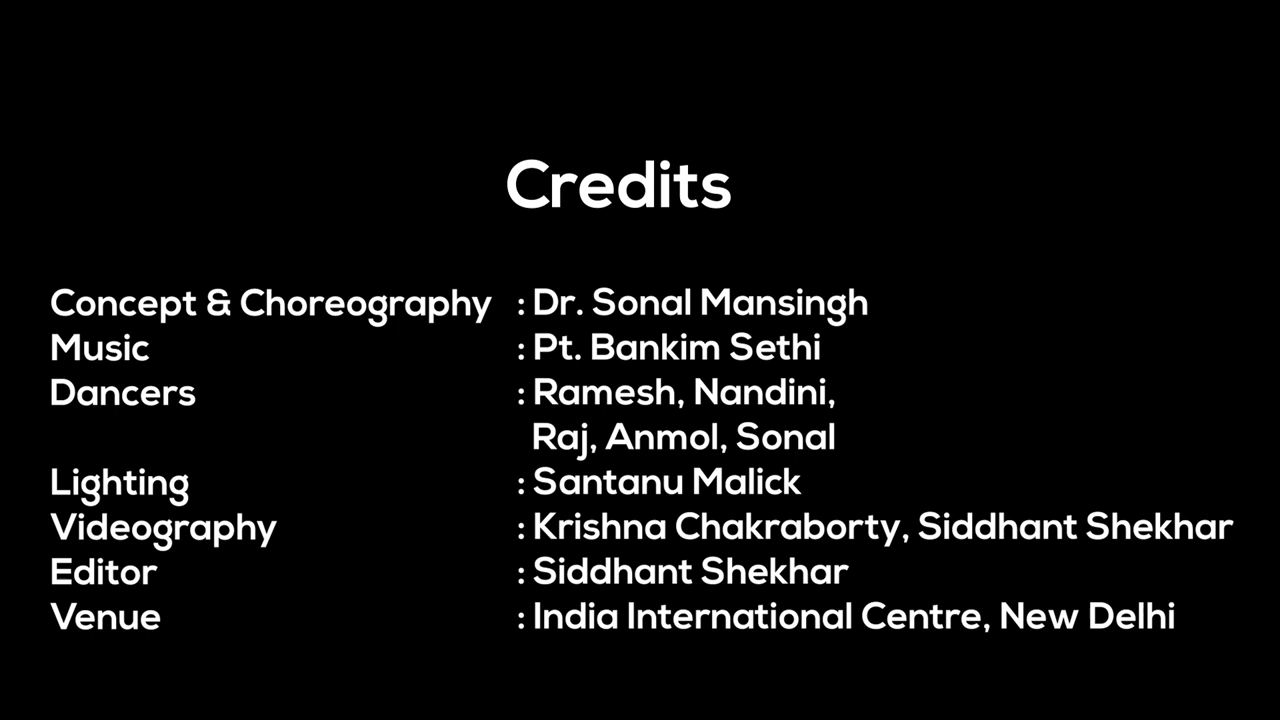 Credits
Concept & Choreography : Dr. Sonal Mansingh
Music : Pt. Bankim Sethi
Dancers : Ramesh, Nandini,
Raj, Anmol, Sonal
Lighting : Santanu Malick
Videography : Krishna Chakraborty, Siddhant Shekhar
Editor : Siddhant Shekhar
Venue : India International Centre, New Delhi